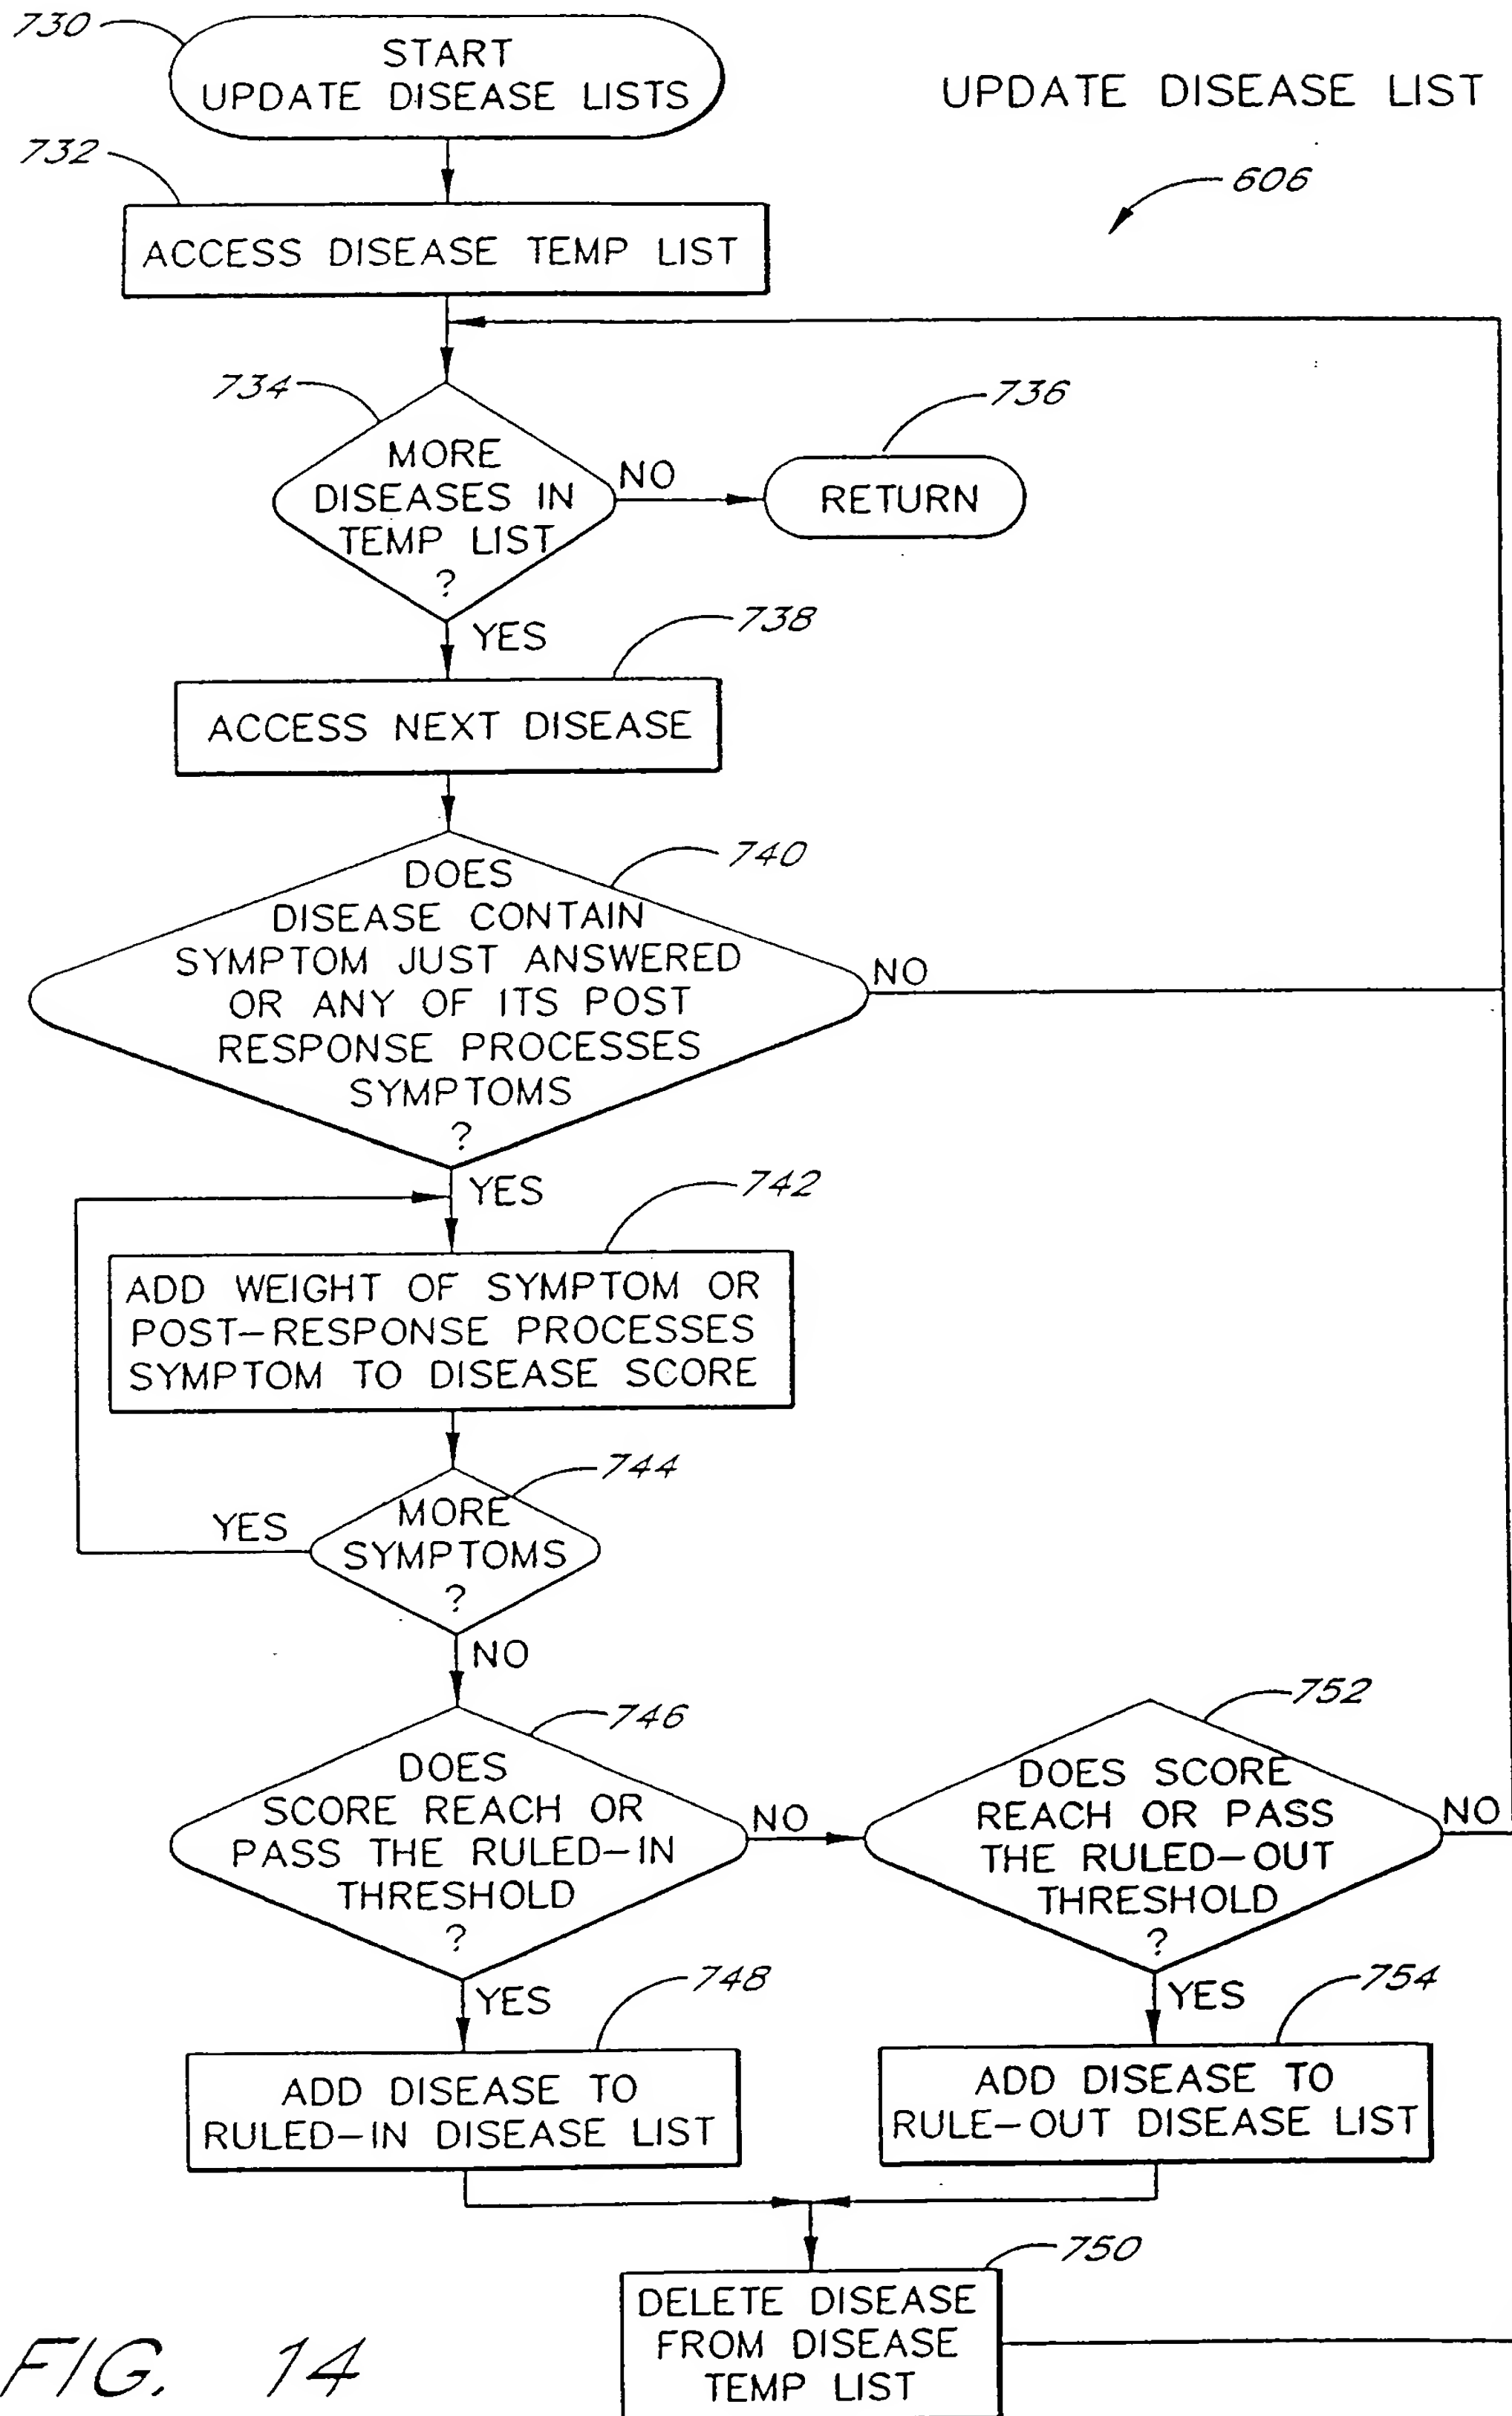 730
START
UPDATE DISEASE LISTS
UPDATE DISEASE LIST
732
606
ACCESS DISEASE TEMP LIST
734
736
MORE
DISEASES IN
TEMP LIST
?
NO
RETURN
YES
738
ACCESS NEXT DISEASE
740
DOES
DISEASE CONTAIN
SYMPTOM JUST ANSWERED
OR ANY OF ITS POST
RESPONSE PROCESSES
SYMPTOMS
?
NO
YES
742
ADD WEIGHT OF SYMPTOM OR
POST-RESPONSE PROCESSES
SYMPTOM TO DISEASE SCORE
744
MORE
SYMPTOMS
?
YES
NO
746
DOES
SCORE REACH OR
PASS THE RULED-IN
THRESHOLD
?
NO
752
DOES SCORE
REACH OR PASS
THE RULED-OUT
THRESHOLD
?
NO
YES
748
YES
754
ADD DISEASE TO
RULED-IN DISEASE LIST
ADD DISEASE TO
RULE-OUT DISEASE LIST
750
DELETE DISEASE
FROM DISEASE
TEMP LIST
FIG. 14